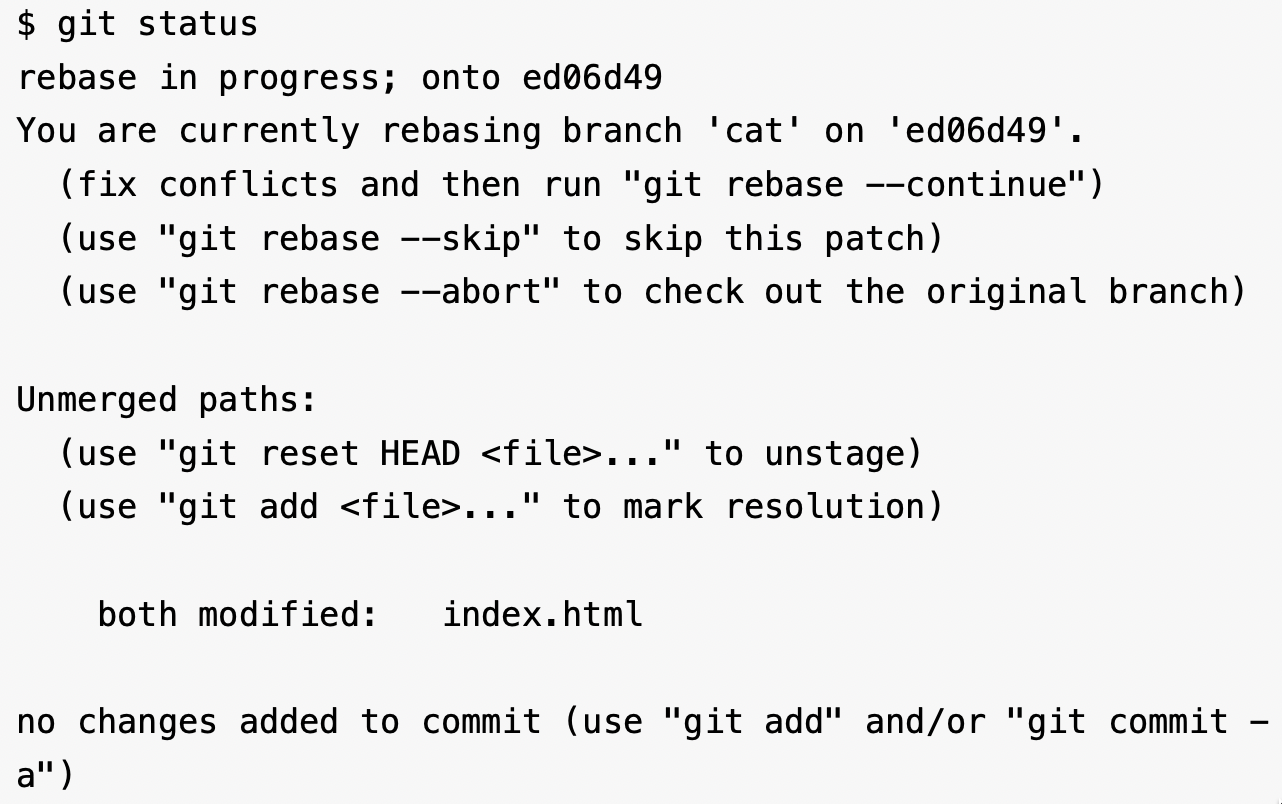 $ git status
rebase in progress; onto ed06d49
You are currently rebasing branch 'cat' on 'ed06d49'.
  (fix conflicts and then run "git rebase --continue")
  (use "git rebase --skip" to skip this patch)
  (use "git rebase --abort" to check out the original branch)

Unmerged paths:
  (use "git reset HEAD <file>..." to unstage)
  (use "git add <file>..." to mark resolution)

    both modified:   index.html

no changes added to commit (use "git add" and/or "git commit -
a")